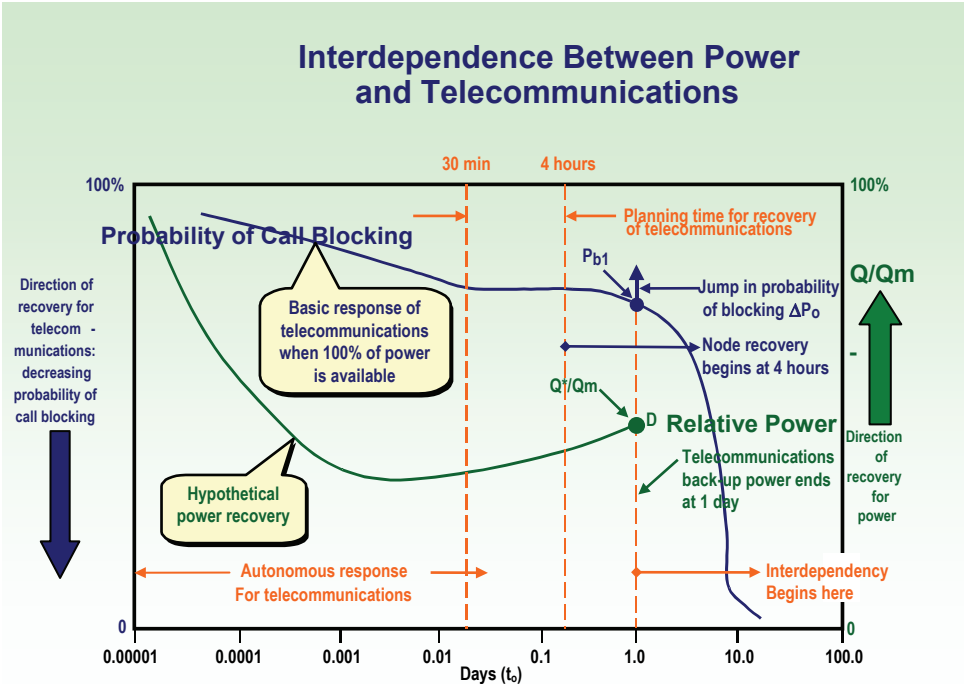 Interdependence Between Power
and Telecommunications
30 min
4 hours
100%
100%
Planning time for recovery
of telecommunications
Probability of Call Blocking
Pb1
Q/Qm
Direction of
recovery for
telecom -
munications:
decreasing
probability of
call blocking
Basic response of
telecommunications
when 100% of power
is available
Jump in probability
of blocking ΔPo
Node recovery
begins at 4 hours
-
Q*/Qm
D
Relative Power
Direction
of
recovery
for
power
Telecommunications
back-up power ends
at 1 day
Hypothetical
power recovery
Autonomous response
For telecommunications
Interdependency
Begins here
0
0
0.00001
0.0001
0.001
0.01
0.1
1.0
10.0
100.0
Days (to)